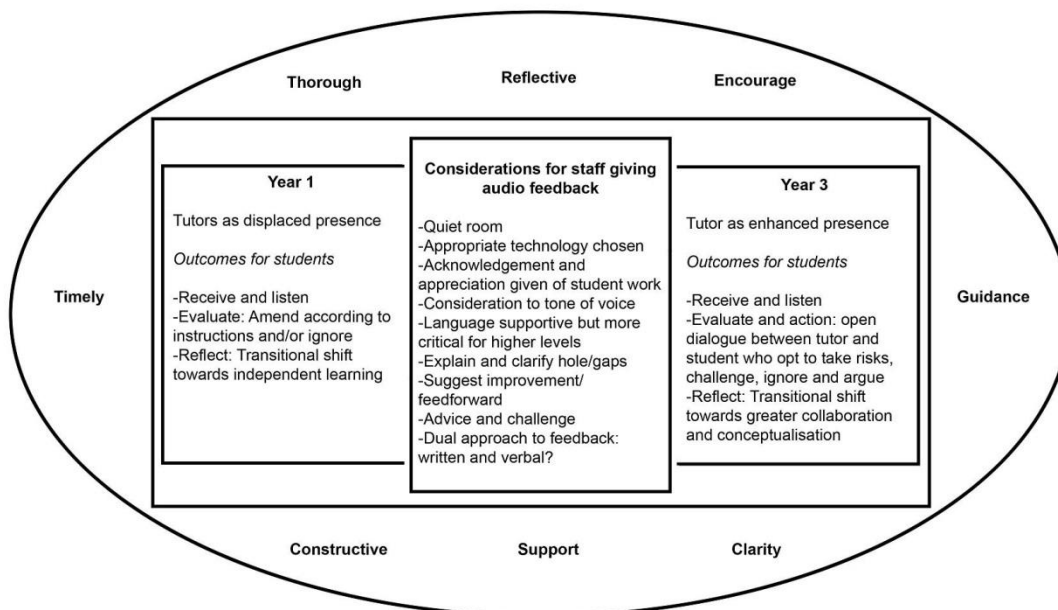 Thorough
Reflective
Encourage
Timely
Year 1
Tutors as displaced presence
Outcomes for students
-Receive and listen
-Evaluate: Amend according to
instructions and/or ignore
-Reflect: Transitional shift
towards independent learning
Considerations for staff giving
audio feedback
-Quiet room
-Appropriate technology chosen
-Acknowledgement and
appreciation given of student work
-Consideration to tone of voice
-Language supportive but more
critical for higher levels
-Explain and clarify hole/gaps
-Suggest improvement/
feedforward
-Advice and challenge
-Dual approach to feedback:
written and verbal?
Year 3
Tutor as enhanced presence
Outcomes for students
-Receive and listen
-Evaluate and action: open
dialogue between tutor and
student who opt to take risks,
challenge, ignore and argue
-Reflect: Transitional shift
towards greater collaboration
and conceptualisation
Guidance
Constructive
Support
Clarity